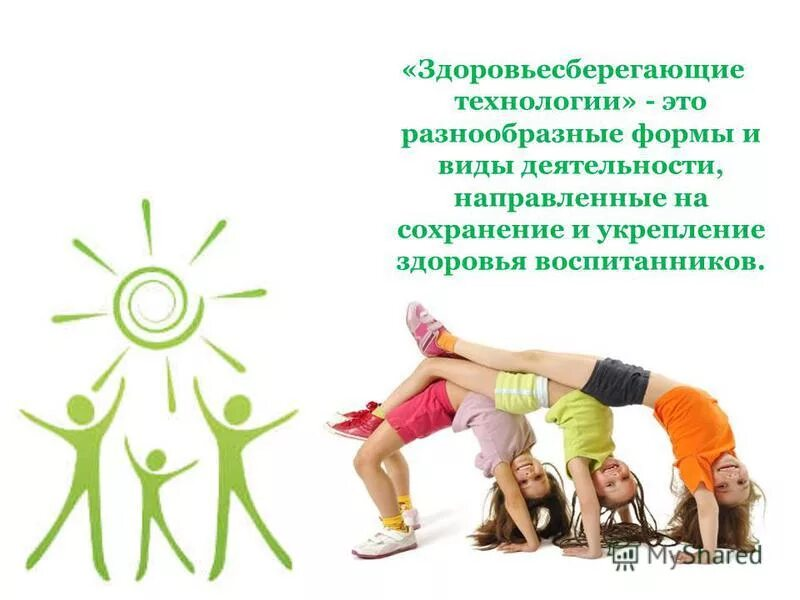 «Здоровьесберегающие
технологии» - это
разнообразные формы и
виды деятельности,
направленные на
сохранение и укрепление
здоровья воспитанников.
MyShared